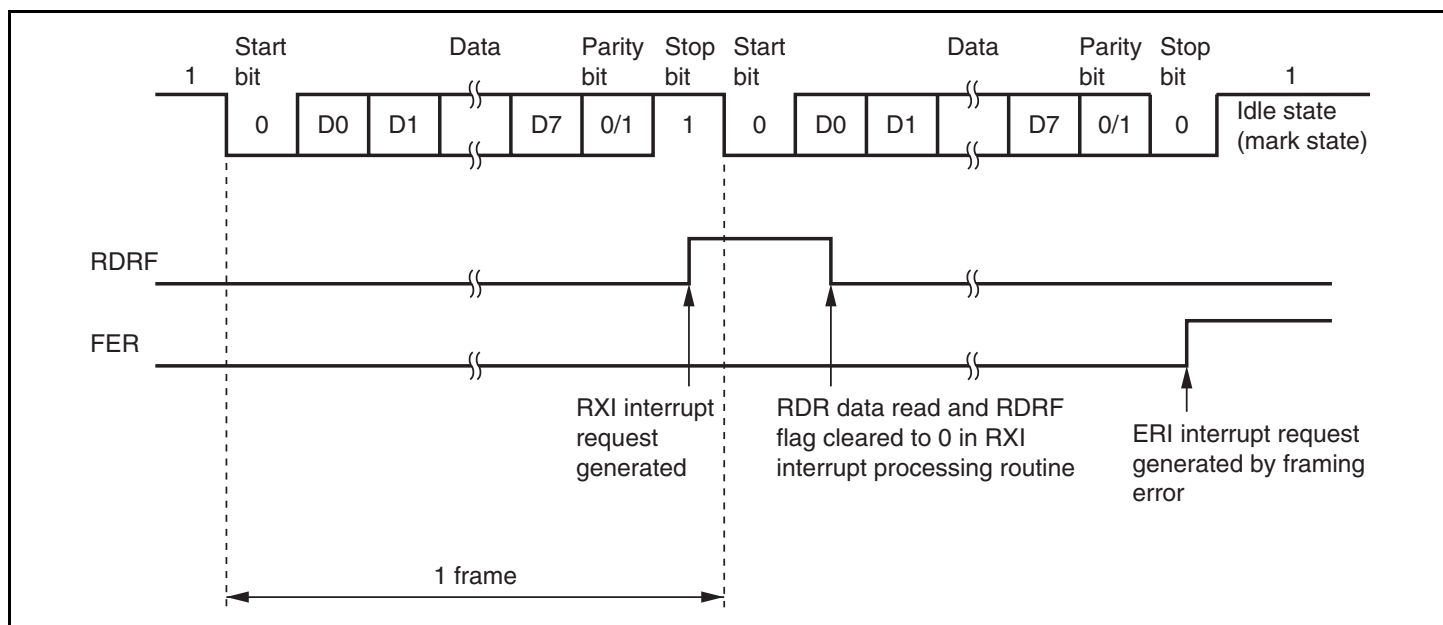 Start Data Parity Stop Start Data Parity Stop
bit bit bit bit bit bit
1 1
0 D0 D1 D7 0/1 1 0 D0 D1 D7 0/1 0 Idle state
(mark state)
RDRF
FER
RXI interrupt
request
generated
RDR data read and RDRF
flag cleared to 0 in RXI
interrupt processing routine
ERI interrupt request
generated by framing
error
1 frame